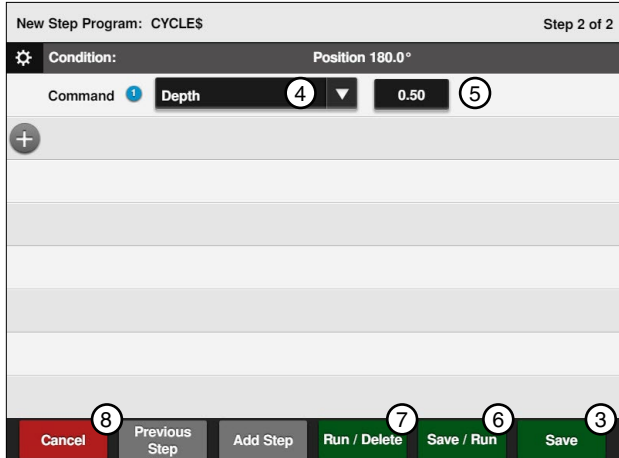 New Step Program: CYCLE$ Step 2 of 2
Condition: Position 180.0°
Command 1 Depth 4 0.50 5
+
8 7 6 3
Cancel Previous Step Add Step Run / Delete Save / Run Save